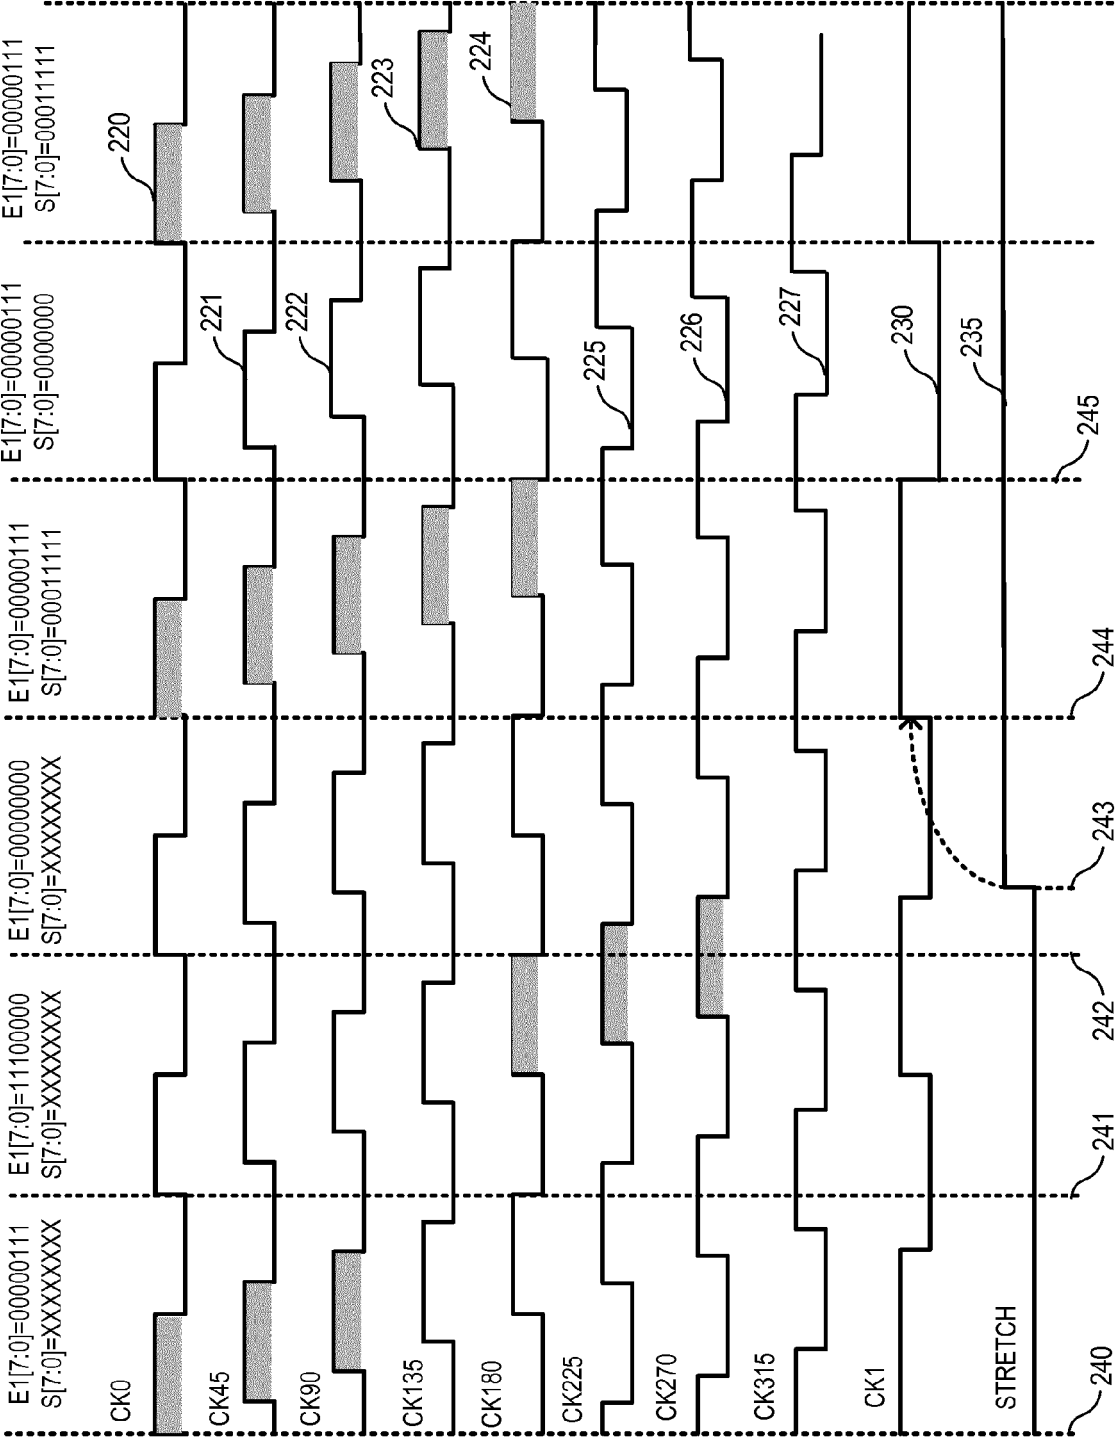 E1[7:0]=00000111
S[7:0]=XXXXXXXX
E1[7:0]=11100000
S[7:0]=XXXXXXXX
E1[7:0]=00000000
S[7:0]=XXXXXXXX
E1[7:0]=00000111
S[7:0]=00011111
E1[7:0]=00000111
S[7:0]=0000000
E1[7:0]=00000111
S[7:0]=00011111
CK0
220
CK45
221
CK90
222
CK135
223
CK180
224
CK225
225
CK270
226
CK315
227
CK1
230
STRETCH
235
240
241
242
243
244
245